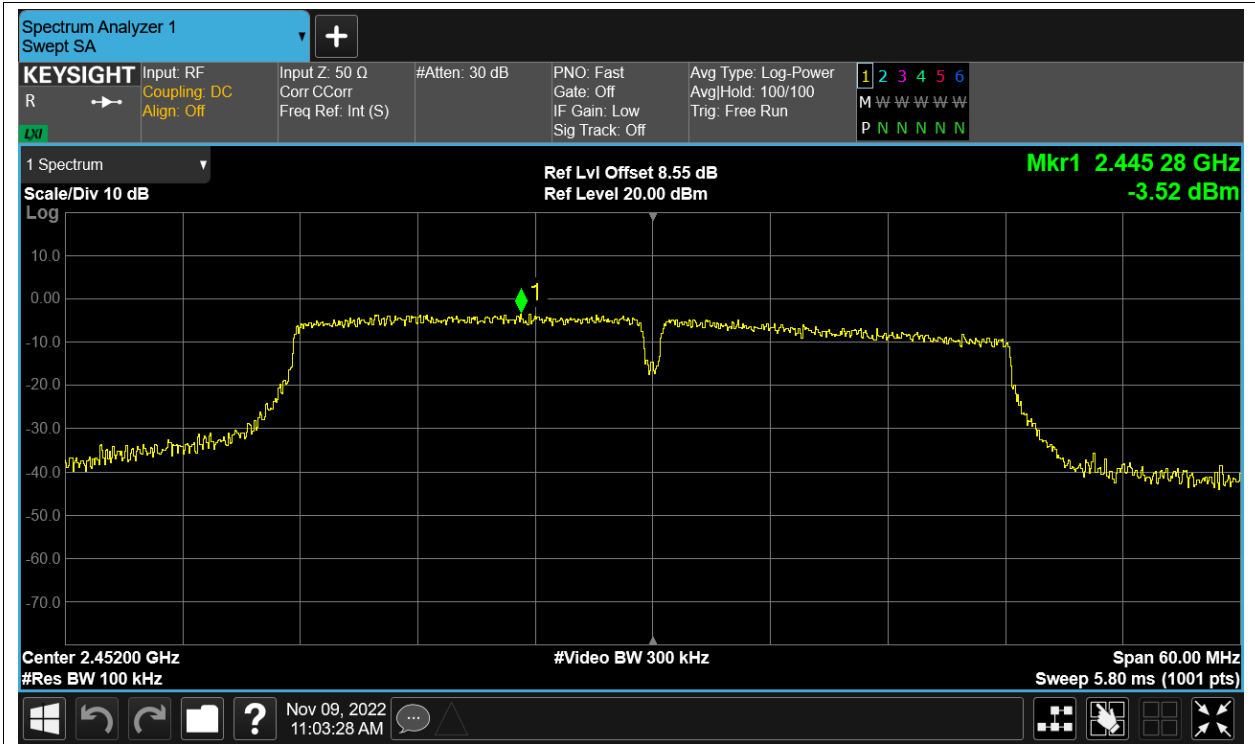 Spectrum Analyzer 1
Swept SA
KEYSIGHT
R
LXI
Input: RF
Coupling: DC
Align: Off
Input Z: 50 Ω
Corr CCorr
Freq Ref: Int (S)
#Atten: 30 dB
PNO: Fast
Gate: Off
IF Gain: Low
Sig Track: Off
Avg Type: Log-Power
Avg|Hold: 100/100
Trig: Free Run
1 2 3 4 5 6
M W W W W W
P N N N N N
1 Spectrum
Scale/Div 10 dB
Ref Lvl Offset 8.55 dB
Ref Level 20.00 dBm
Mkr1 2.445 28 GHz
-3.52 dBm
Log
10.0
0.00
1
-10.0
-20.0
-30.0
-40.0
-50.0
-60.0
-70.0
Center 2.45200 GHz
#Video BW 300 kHz
Span 60.00 MHz
#Res BW 100 kHz
Sweep 5.80 ms (1001 pts)
?
Nov 09, 2022
11:03:28 AM